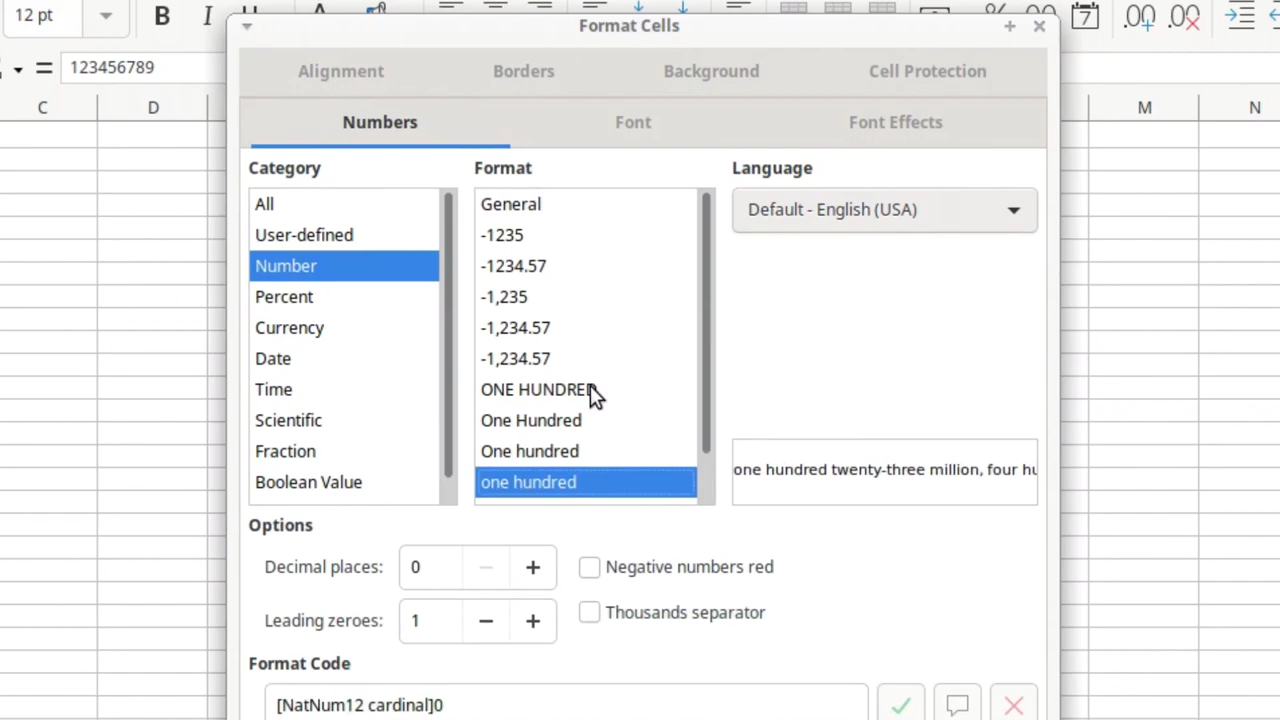 12 pt B I A % 7 .00 .00
Format Cells
= 123456789
Alignment Borders Background Cell Protection
C D M N
Numbers Font Font Effects
Category Format Language
All General Default - English (USA)
User-defined -1235
Number -1234.57
Percent -1,235
Currency -1,234.57
Date -1,234.57
Time ONE HUNDRED
Scientific One Hundred
Fraction One hundred
one hundred twenty-three million, four hu
Boolean Value one hundred
Options
Decimal places: 0 Negative numbers red
Leading zeroes: 1 Thousands separator
Format Code
[NatNum12 cardinal]0